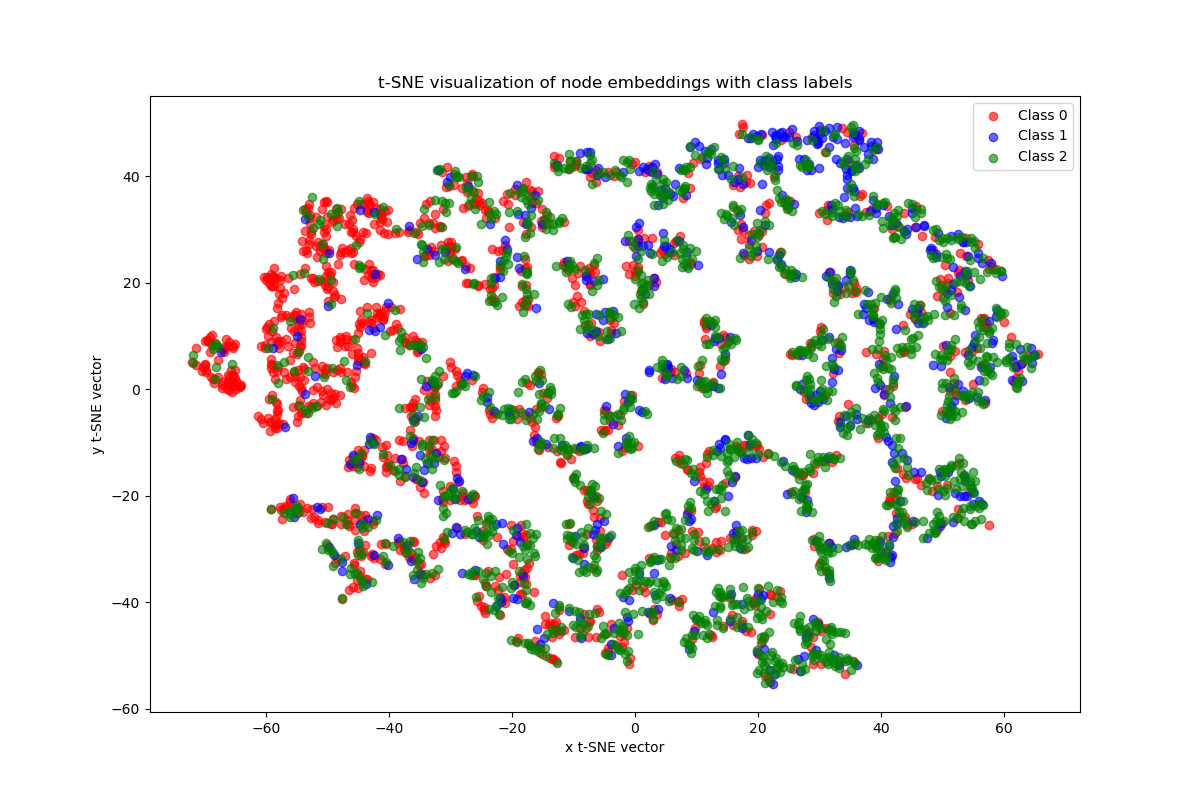 t-SNE visualization of node embeddings with class labels
Class 0
Class 1
Class 2
40
20
0
−20
−40
−60
y t-SNE vector
−60 −40 −20 0 20 40 60
x t-SNE vector